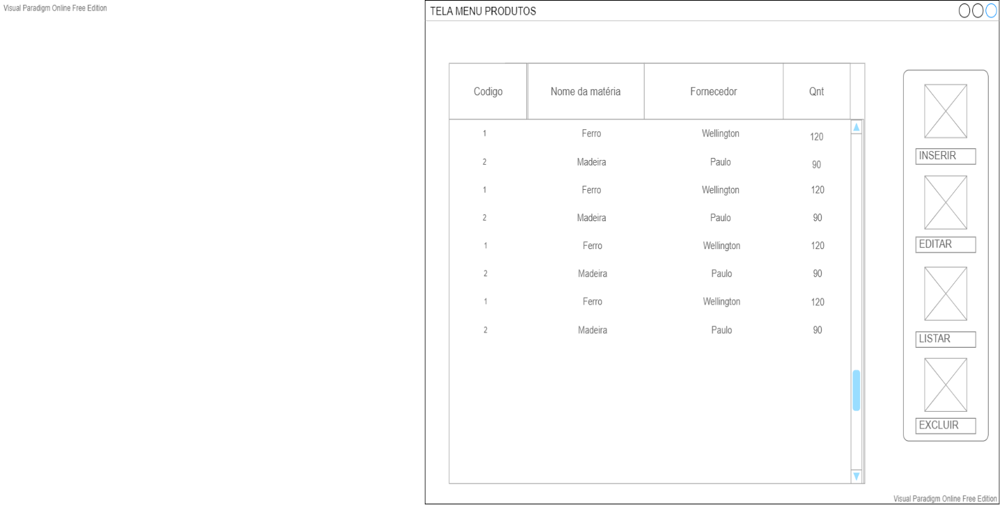 Visual Paradigm Online Free Edition
TELA MENU PRODUTOS
Codigo Nome da matéria Fornecedor Qnt
1 Ferro Wellington 120
2 Madeira Paulo 90
1 Ferro Wellington 120
2 Madeira Paulo 90
1 Ferro Wellington 120
2 Madeira Paulo 90
1 Ferro Wellington 120
2 Madeira Paulo 90
INSERIR
EDITAR
LISTAR
EXCLUIR
Visual Paradigm Online Free Edition